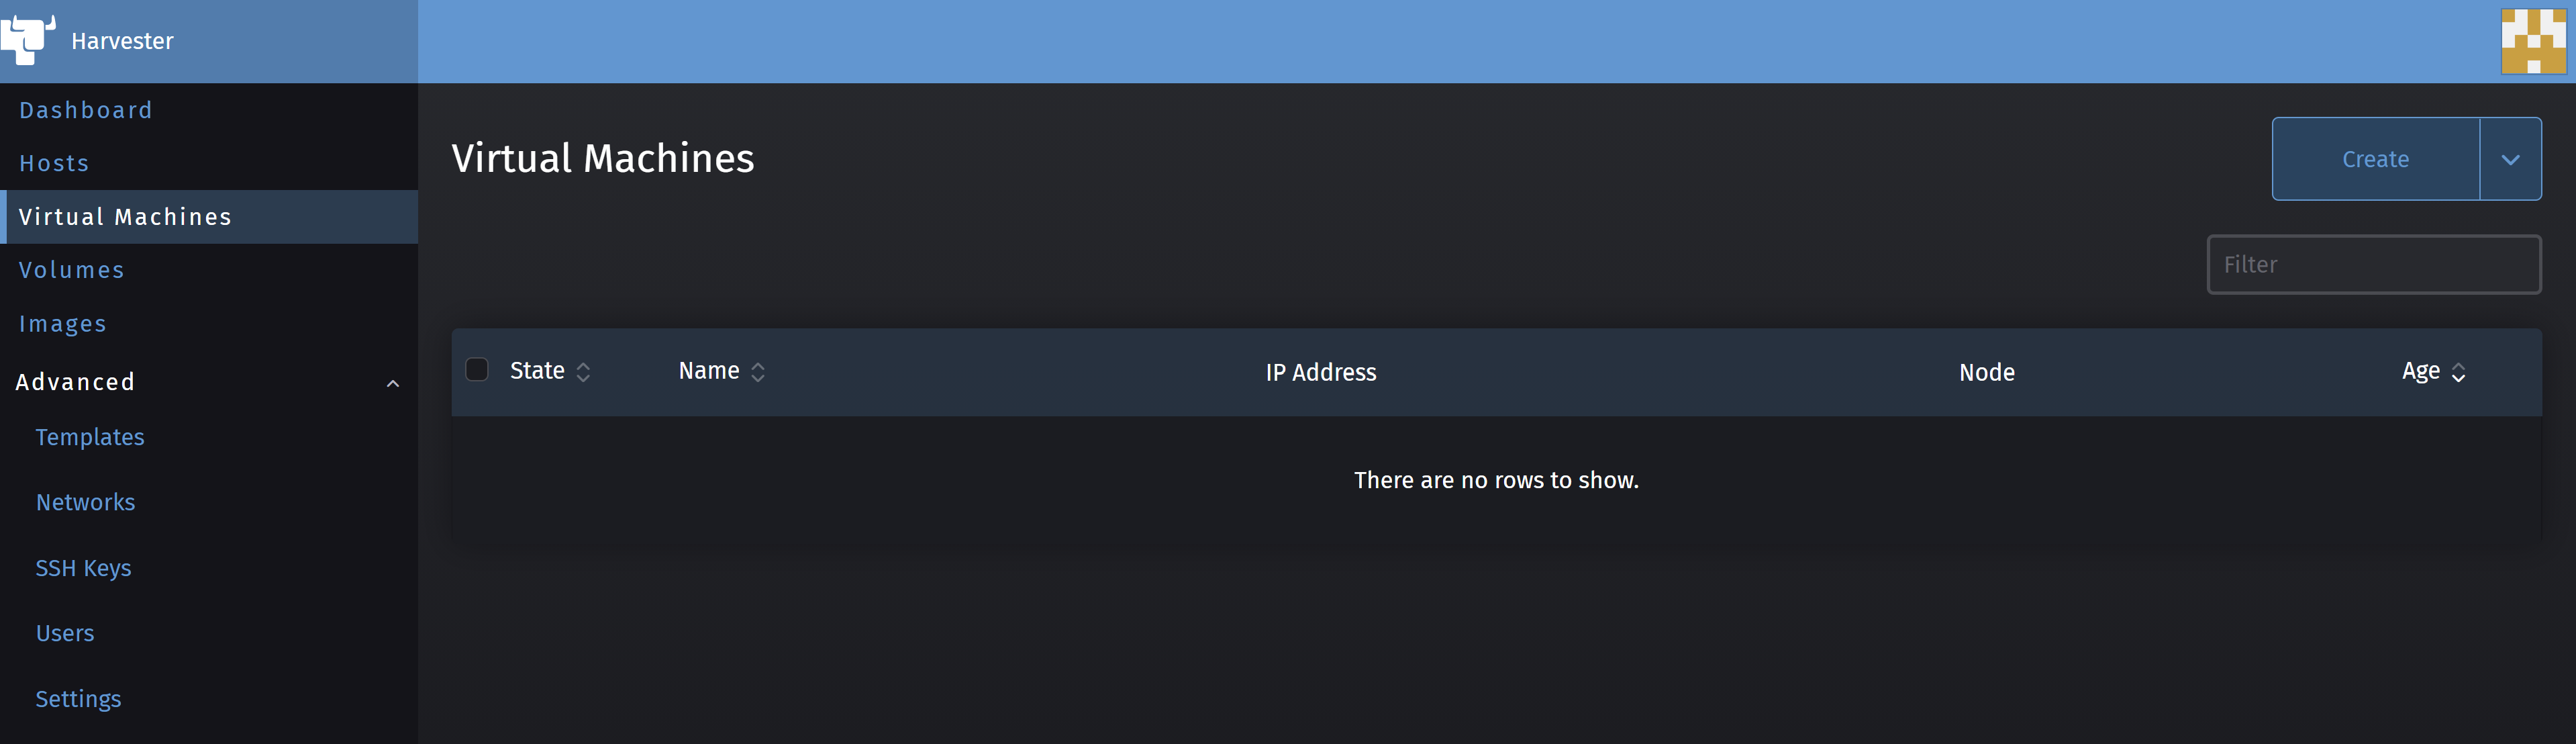 Harvester
Dashboard
Hosts
Virtual Machines
Volumes
Images
Advanced
Templates
Networks
SSH Keys
Users
Settings
Virtual Machines
Create
Filter
State Name IP Address Node Age
There are no rows to show.